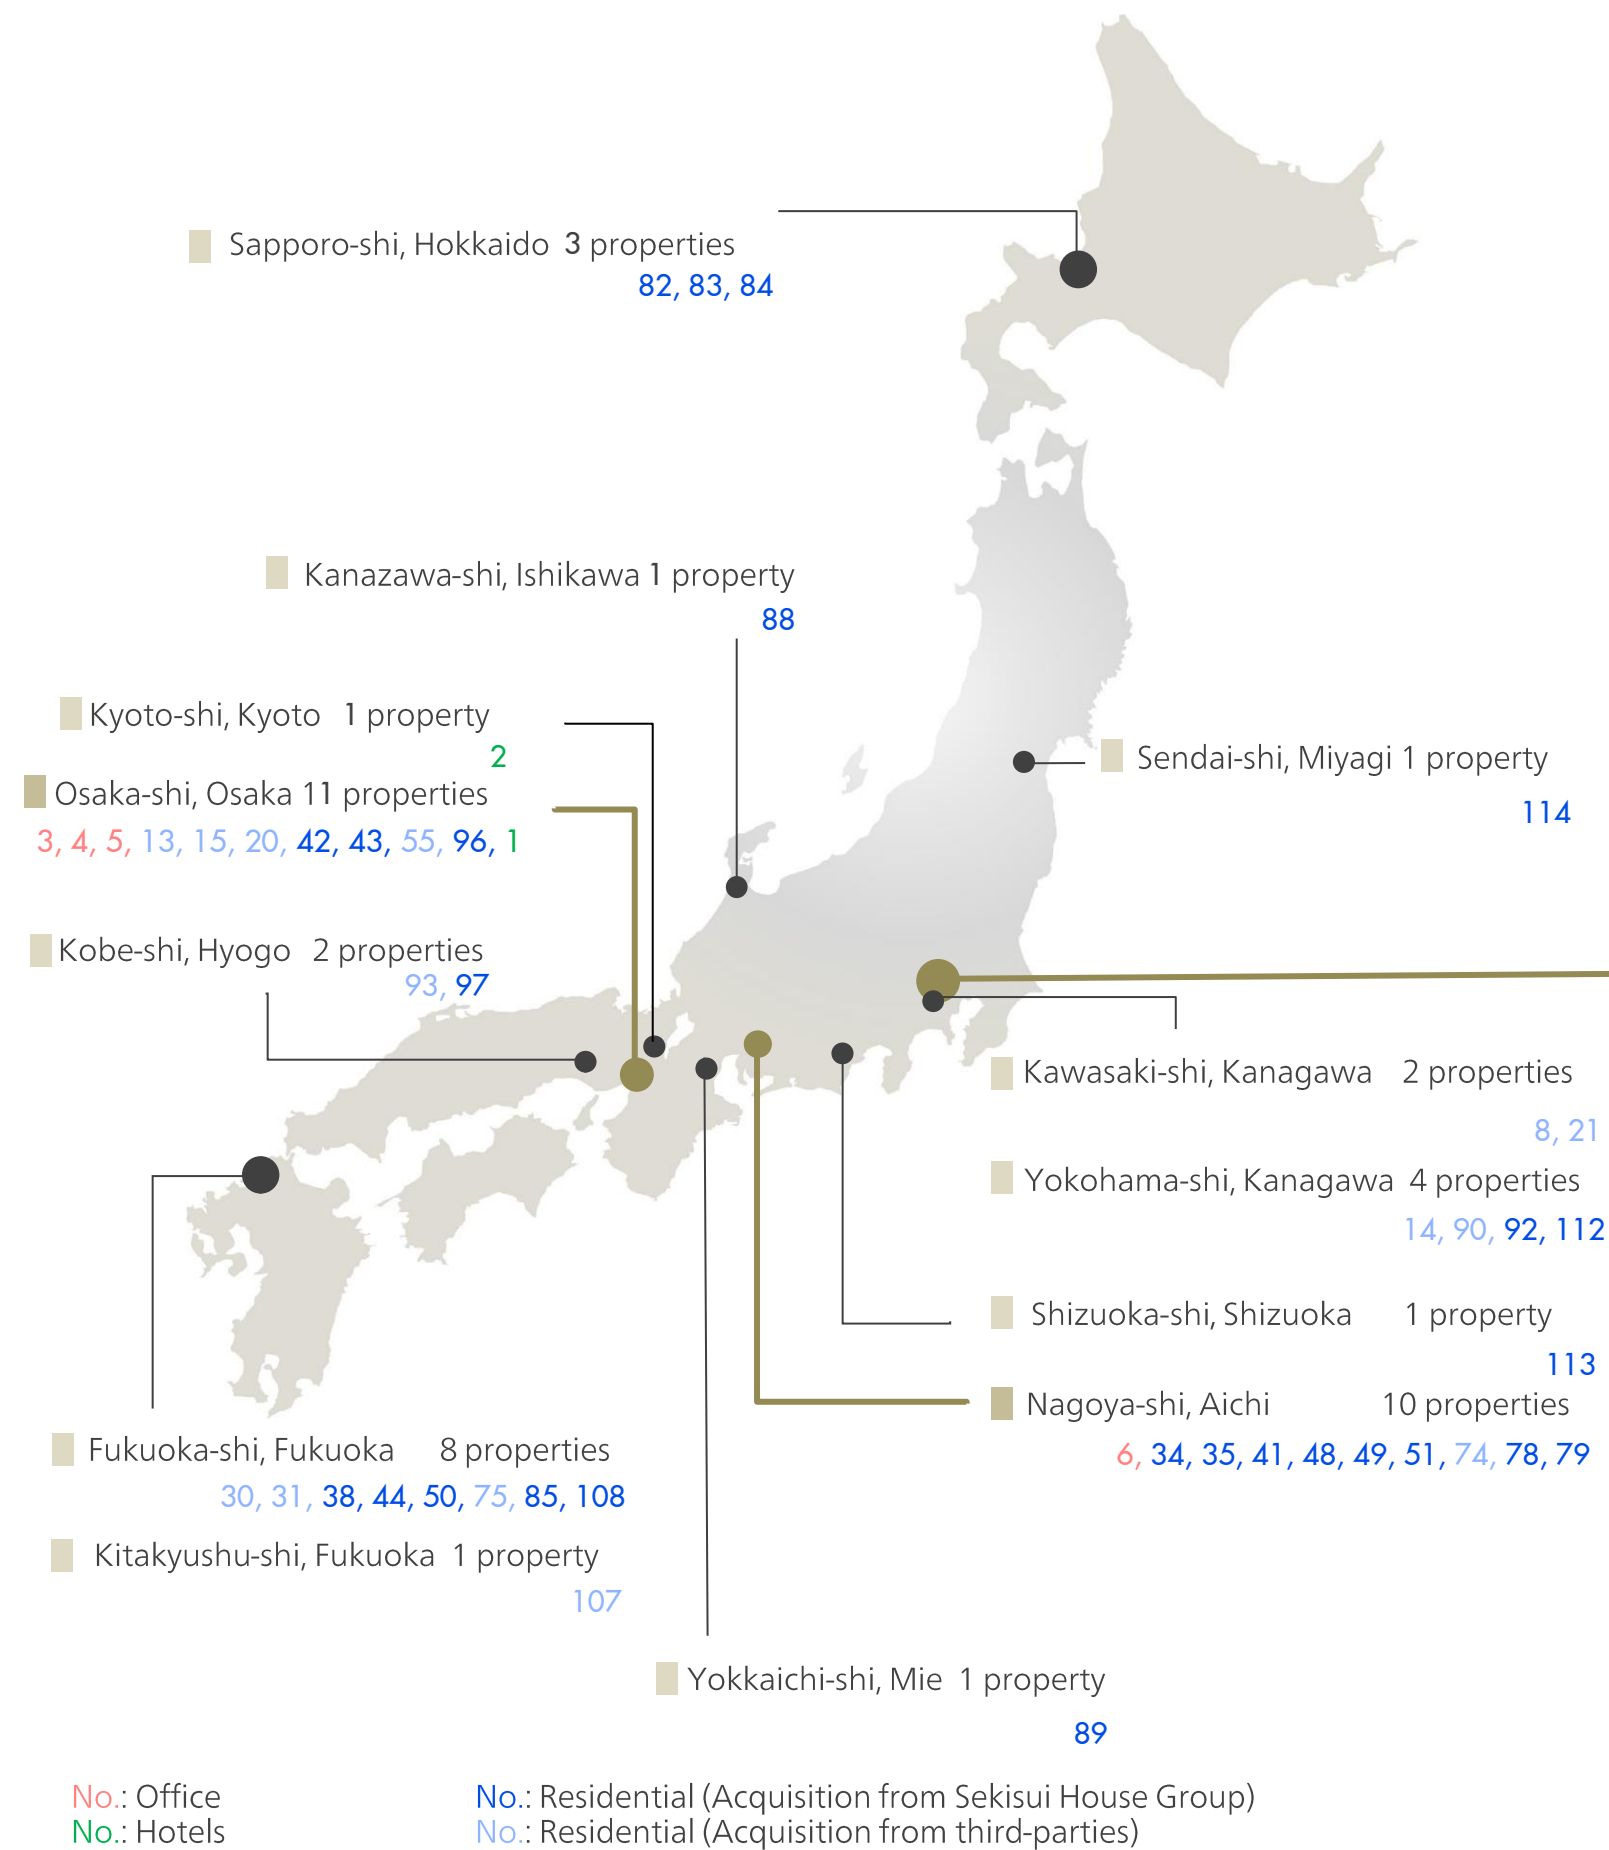 Sapporo-shi, Hokkaido 3 properties
82, 83, 84
Kanazawa-shi, Ishikawa 1 property
88
Kyoto-shi, Kyoto 1 property
2
Osaka-shi, Osaka 11 properties
3, 4, 5, 13, 15, 20, 42, 43, 55, 96, 1
Kobe-shi, Hyogo 2 properties
93, 97
Sendai-shi, Miyagi 1 property
114
Kawasaki-shi, Kanagawa 2 properties
8, 21
Yokohama-shi, Kanagawa 4 properties
14, 90, 92, 112
Shizuoka-shi, Shizuoka 1 property
113
Nagoya-shi, Aichi 10 properties
6, 34, 35, 41, 48, 49, 51, 74, 78, 79
Fukuoka-shi, Fukuoka 8 properties
30, 31, 38, 44, 50, 75, 85, 108
Kitakyushu-shi, Fukuoka 1 property
107
Yokkaichi-shi, Mie 1 property
89
No.: Office
No.: Hotels
No.: Residential (Acquisition from Sekisui House Group)
No.: Residential (Acquisition from third-parties)